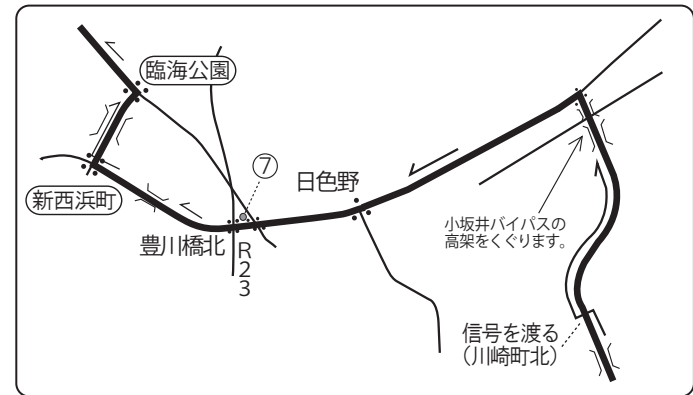 臨海公園
⑦
日色野
新西浜町
豊川橋北
R23
小坂井バイパスの
高架をくぐります。
信号を渡る
（川崎町北）